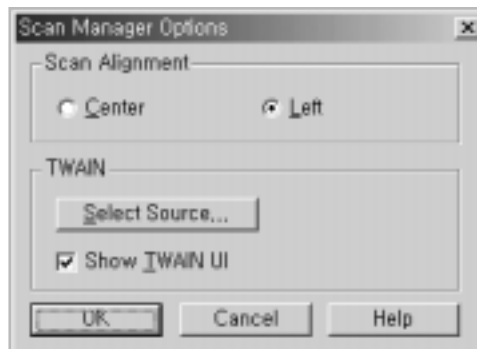 Scan Manager Options
Scan Alignment
Center Left
TWAIN
Select Source...
Show TWAIN UI
OK Cancel Help